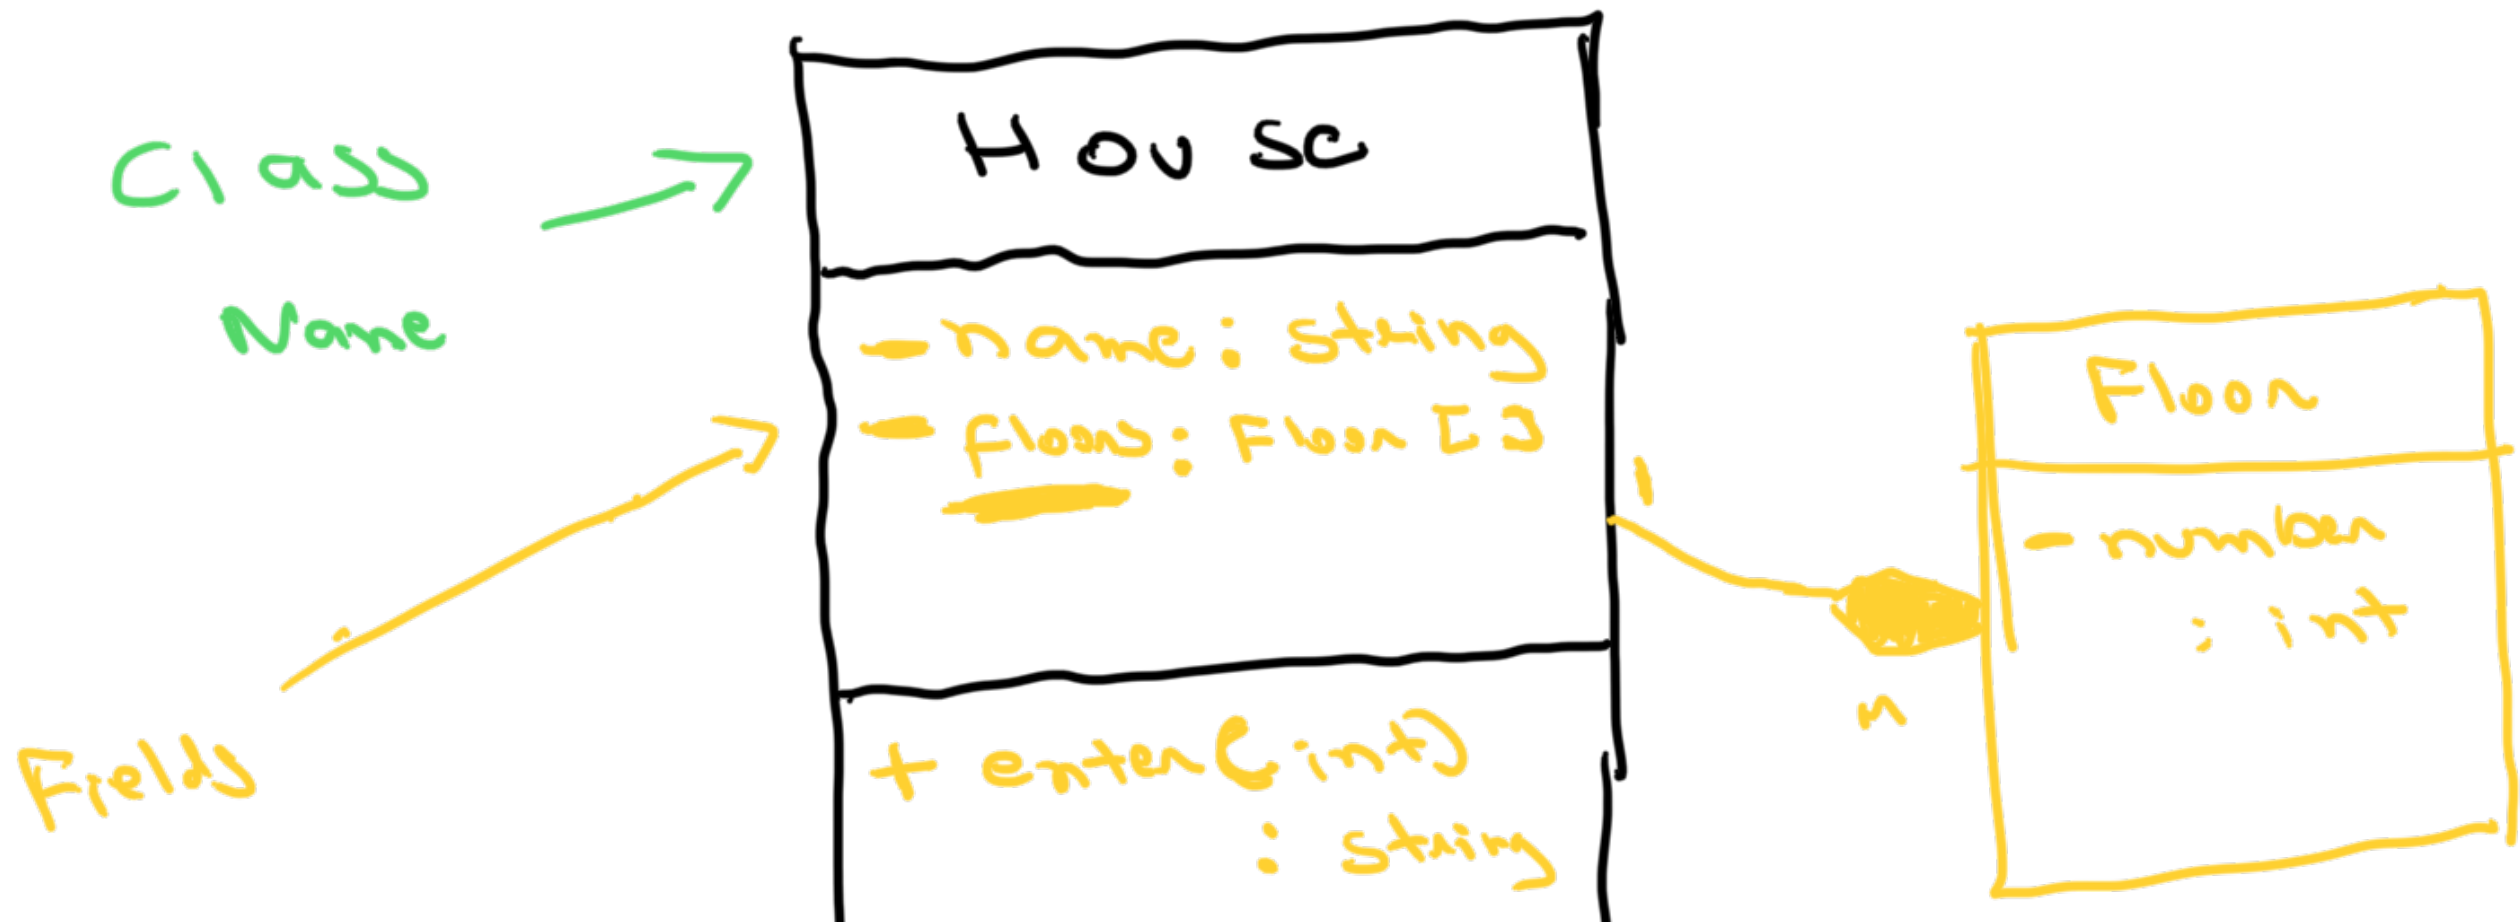 Class
Name
House
- name: string
- floors: Floor[]
Fields
+ enter(int)
: string
1
n
Floor
- number
: int